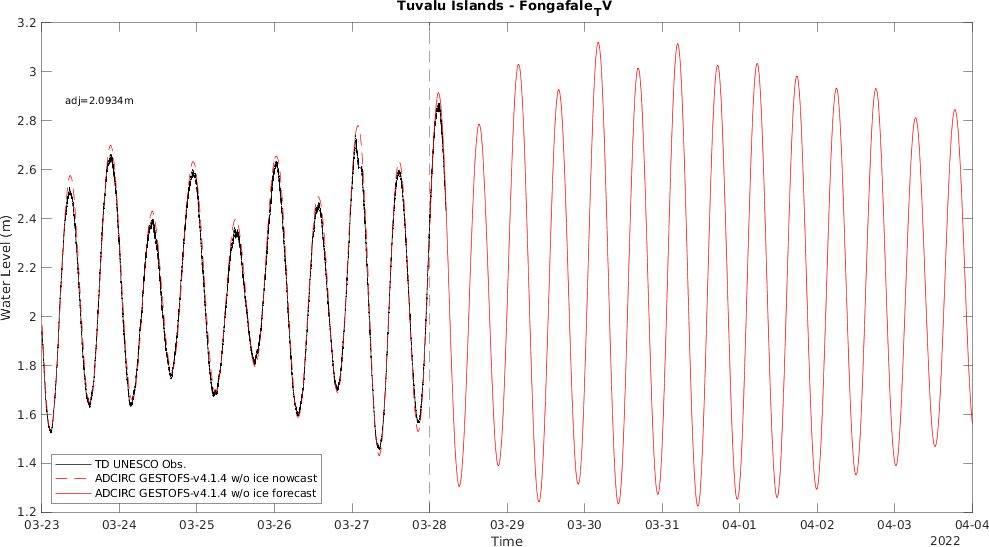 Tuvalu Islands - Fongafale_TV
adj=2.0934m
3.2
3
2.8
2.6
2.4
2.2
2
1.8
1.6
1.4
1.2
Water Level (m)
TD UNESCO Obs.
ADCIRC GESTOFS-v4.1.4 w/o ice nowcast
ADCIRC GESTOFS-v4.1.4 w/o ice forecast
03-23 03-24 03-25 03-26 03-27 03-28 03-29 03-30 03-31 04-01 04-02 04-03 04-04
Time
2022